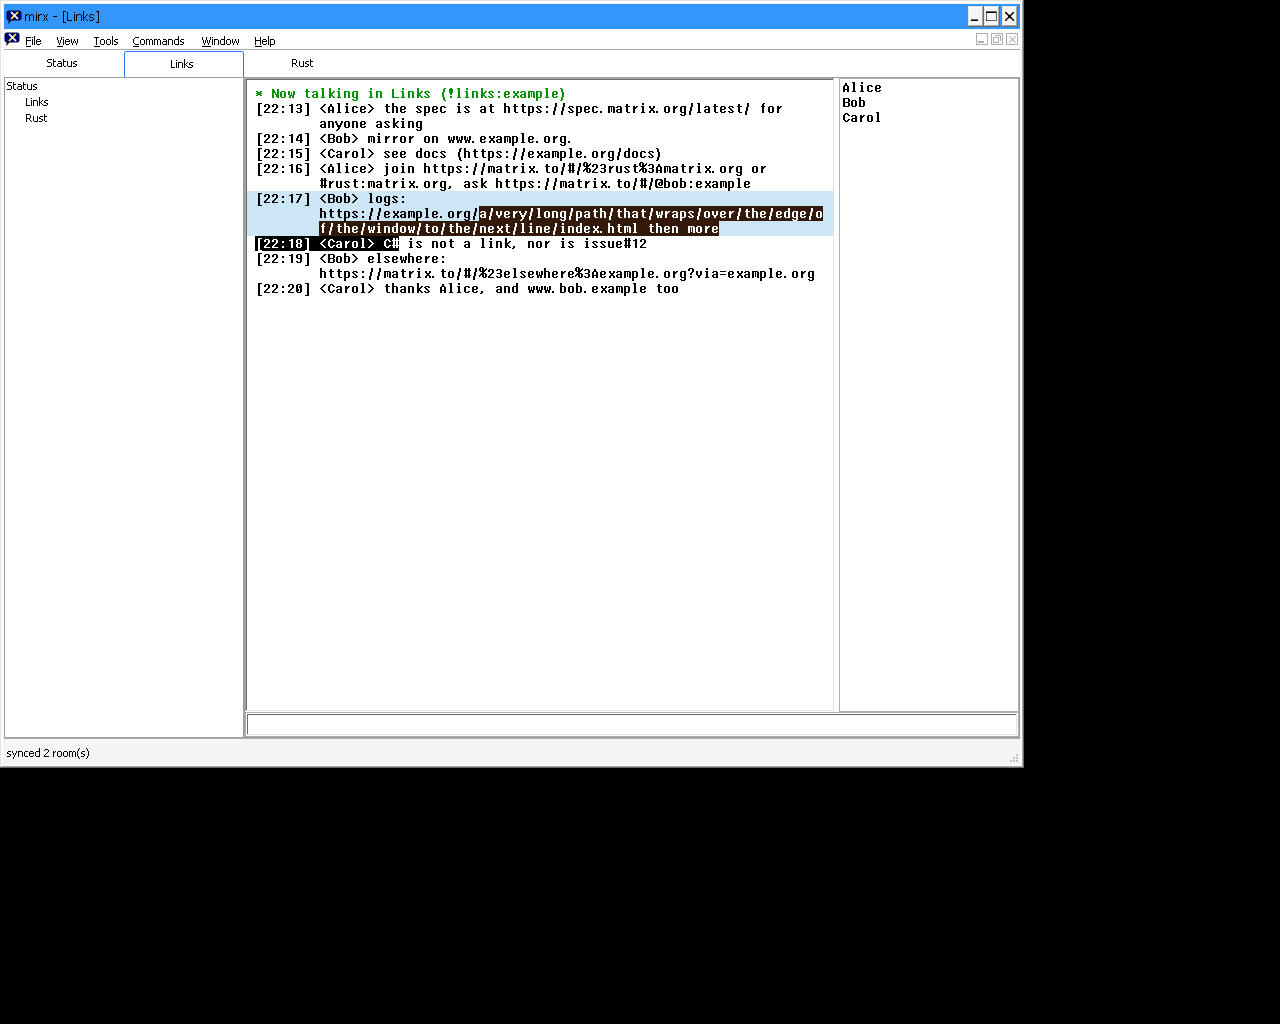 mirx - [Links]
File View Tools Commands Window Help
Status Links Rust
Status
Links
Rust
* Now talking in Links (!links:example)
[22:13] <Alice> the spec is at https://spec.matrix.org/latest/ for
anyone asking
[22:14] <Bob> mirror on www.example.org.
[22:15] <Carol> see docs (https://example.org/docs)
[22:16] <Alice> join https://matrix.to/#/%23rust%3Amatrix.org or
#rust:matrix.org, ask https://matrix.to/#/@bob:example
[22:17] <Bob> logs:
https://example.org/a/very/long/path/that/wraps/over/the/edge/o
f/the/window/to/the/next/line/index.html then more
[22:18] <Carol> C# is not a link, nor is issue#12
[22:19] <Bob> elsewhere:
https://matrix.to/#/%23elsewhere%3Aexample.org?via=example.org
[22:20] <Carol> thanks Alice, and www.bob.example too
Alice
Bob
Carol
synced 2 room(s)